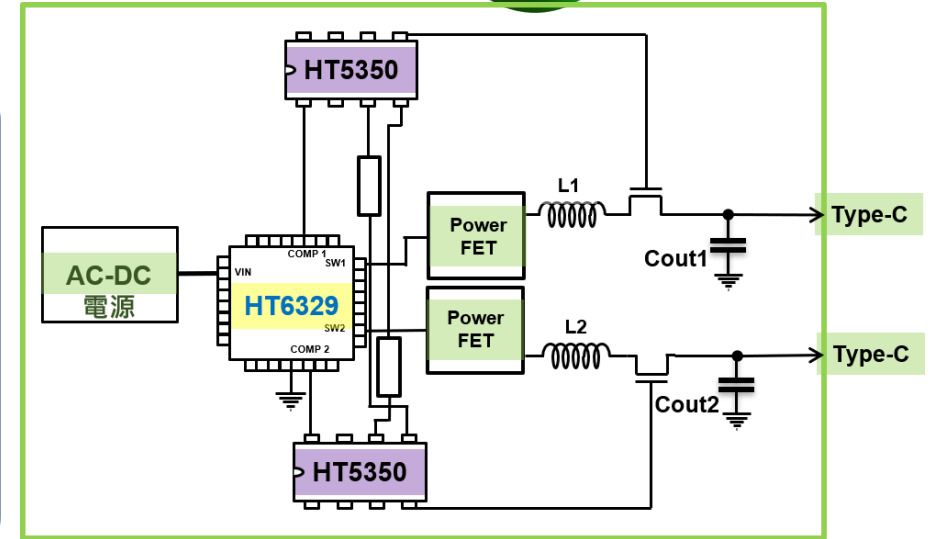 HT5350
L1
Type-C
Power
FET
COMP 1
SW1
Cout1
AC-DC
電源
VIN
HT6329
SW2
COMP 2
Power
FET
L2
Type-C
Cout2
HT5350